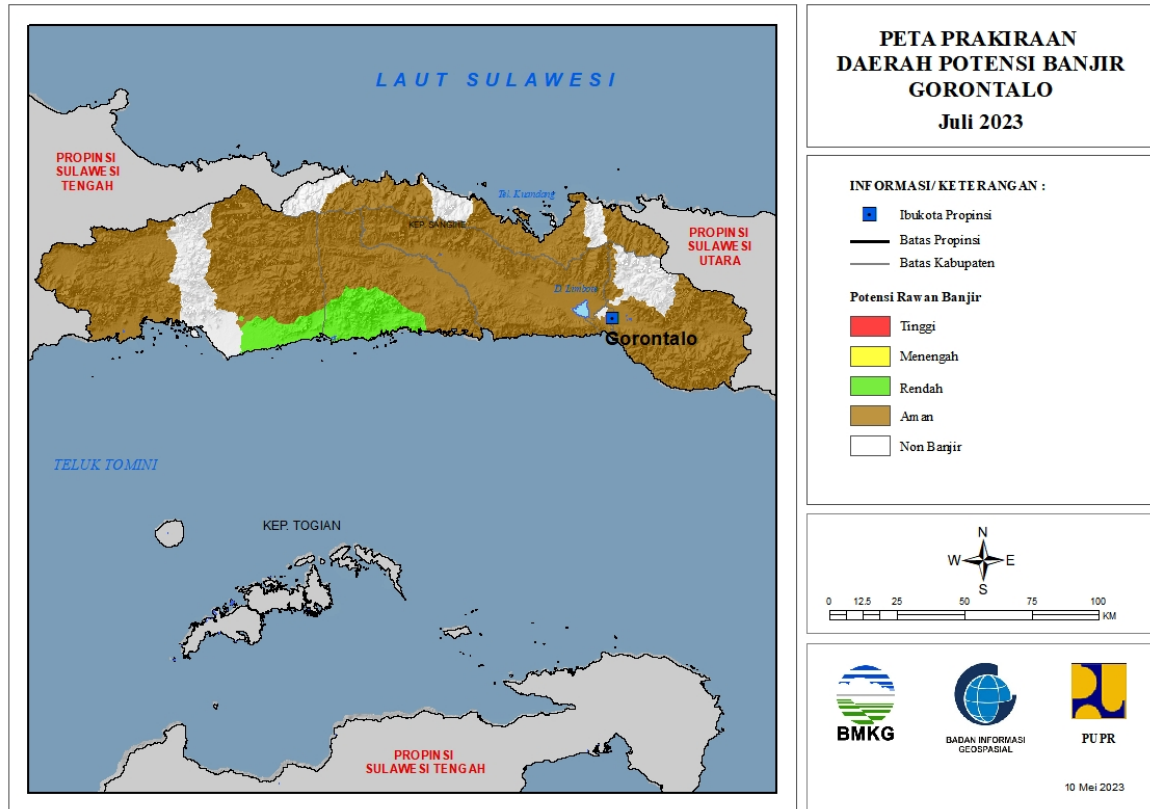 LAUT SULAWESI
PROPINSI
SULAWESI
TENGAH
Tel. Kuandang
KEP. SANGIHE
PROPINSI
SULAWESI
UTARA
Gorontalo
TELUK TOMINI
KEP. TOGIAN
PROPINSI
SULAWESI TENGAH
PETA PRAKIRAAN
DAERAH POTENSI BANJIR
GORONTALO
Juli 2023
INFORMASI/ KETERANGAN :
Ibukota Propinsi
Batas Propinsi
Batas Kabupaten
Potensi Rawan Banjir
Tinggi
Menengah
Rendah
Aman
Non Banjir
N
W E
S
0 12.5 25 50 75 100
KM
BMKG
BADAN INFORMASI
GEOSPASIAL
PUPR
10 Mei 2023